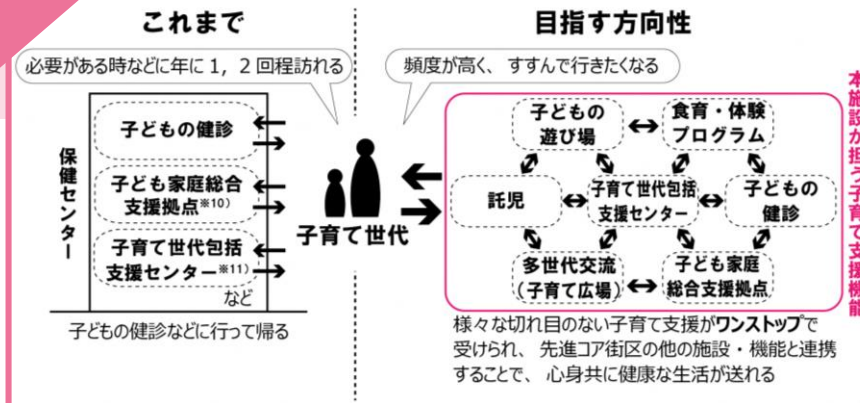 これまで
必要がある時などに年に1, 2回程訪れる
保健センター
子どもの健診
子ども家庭総合
支援拠点※10)
子育て世代包括
支援センター※11)
など
子どもの健診などに行って帰る
子育て世代
目指す方向性
頻度が高く、 すすんで行きたくなる
子どもの
遊び場
食育・体験
プログラム
託児
子育て世代包括
支援センター
子どもの
健診
多世代交流
(子育て広場)
子ども家庭
総合支援拠点
本施設が担う子育て支援機能
様々な切れ目のない子育て支援がワンストップで
受けられ、 先進コア街区の他の施設・機能と連携
することで、 心身共に健康な生活が送れる